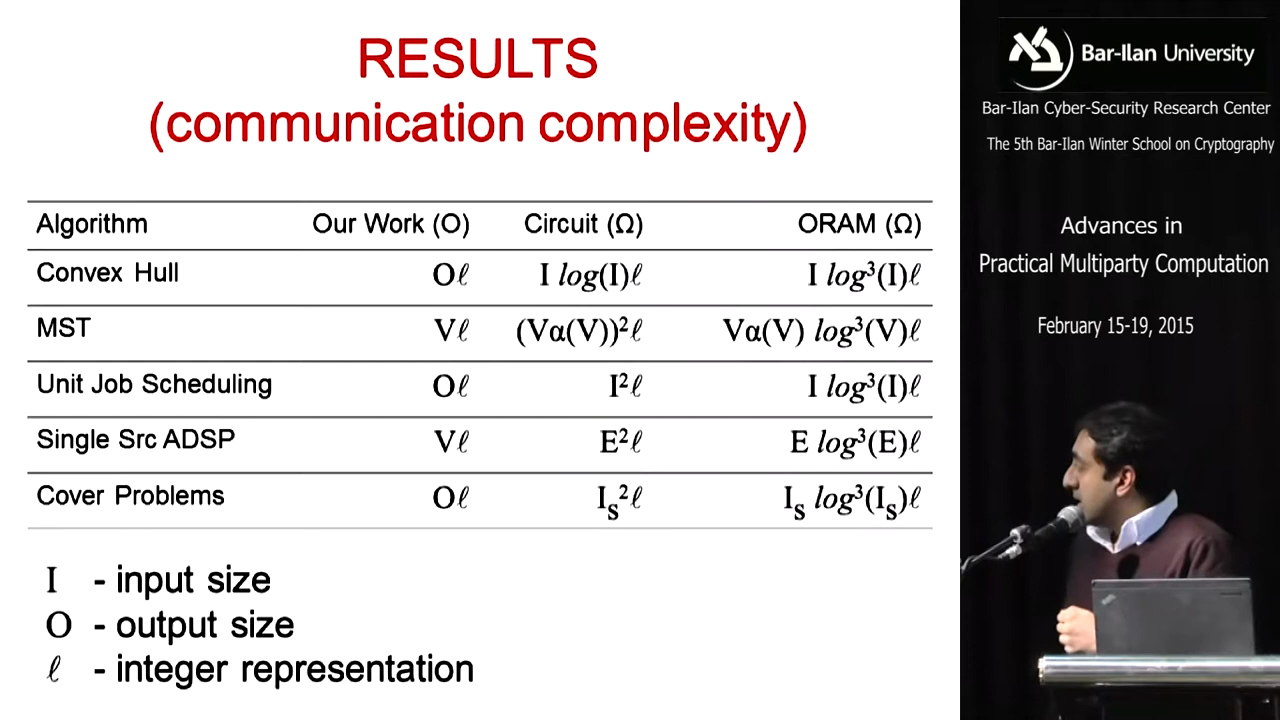 RESULTS
(communication complexity)
Algorithm Our Work (O) Circuit (Ω) ORAM (Ω)
Convex Hull Oℓ I log(I)ℓ I log³(I)ℓ
MST Vℓ (Vα(V))²ℓ Vα(V) log³(V)ℓ
Unit Job Scheduling Oℓ I²ℓ I log³(I)ℓ
Single Src ADSP Vℓ E²ℓ E log³(E)ℓ
Cover Problems Oℓ Iₛ²ℓ Iₛ log³(Iₛ)ℓ
I - input size
O - output size
ℓ - integer representation
Bar-Ilan University
Bar-Ilan Cyber-Security Research Center
The 5th Bar-Ilan Winter School on Cryptography
Advances in
Practical Multiparty Computation
February 15-19, 2015